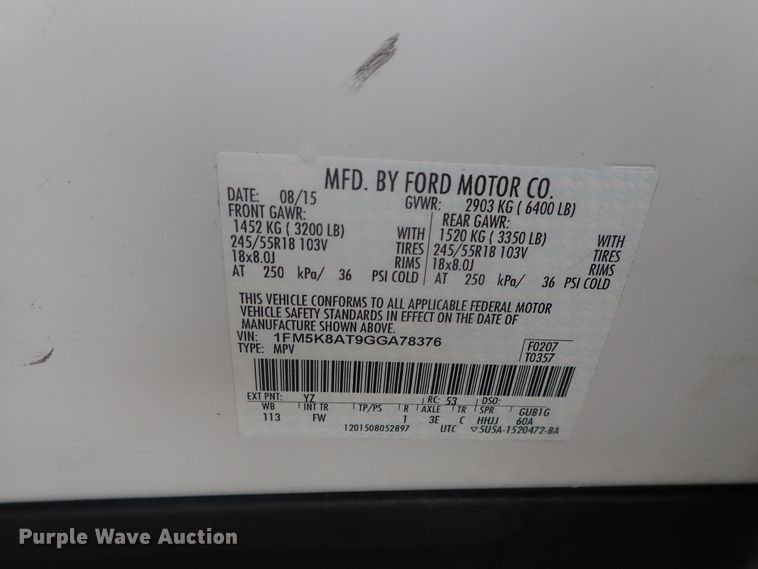 MFD. BY FORD MOTOR CO.
DATE: 08/15 GVWR: 2903 KG ( 6400 LB)
FRONT GAWR: REAR GAWR:
1452 KG ( 3200 LB) WITH 1520 KG ( 3350 LB) WITH
245/55R18 103V TIRES 245/55R18 103V TIRES
18x8.0J RIMS 18x8.0J RIMS
AT 250 kPa/ 36 PSI COLD AT 250 kPa/ 36 PSI COLD
THIS VEHICLE CONFORMS TO ALL APPLICABLE FEDERAL MOTOR
VEHICLE SAFETY STANDARDS IN EFFECT ON THE DATE OF
MANUFACTURE SHOWN ABOVE.
VIN: 1FM5K8AT9GGA78376 F0207
TYPE: MPV T0357
EXT PNT: YZ RC: 53 DSO:
WB INT TR TP/PS R AXLE TR SPR GUB1G
113 FW 1 3E C HHJJ 60A
1201508052897 UTC ▽5U5A-1520472-BA
Purple Wave Auction